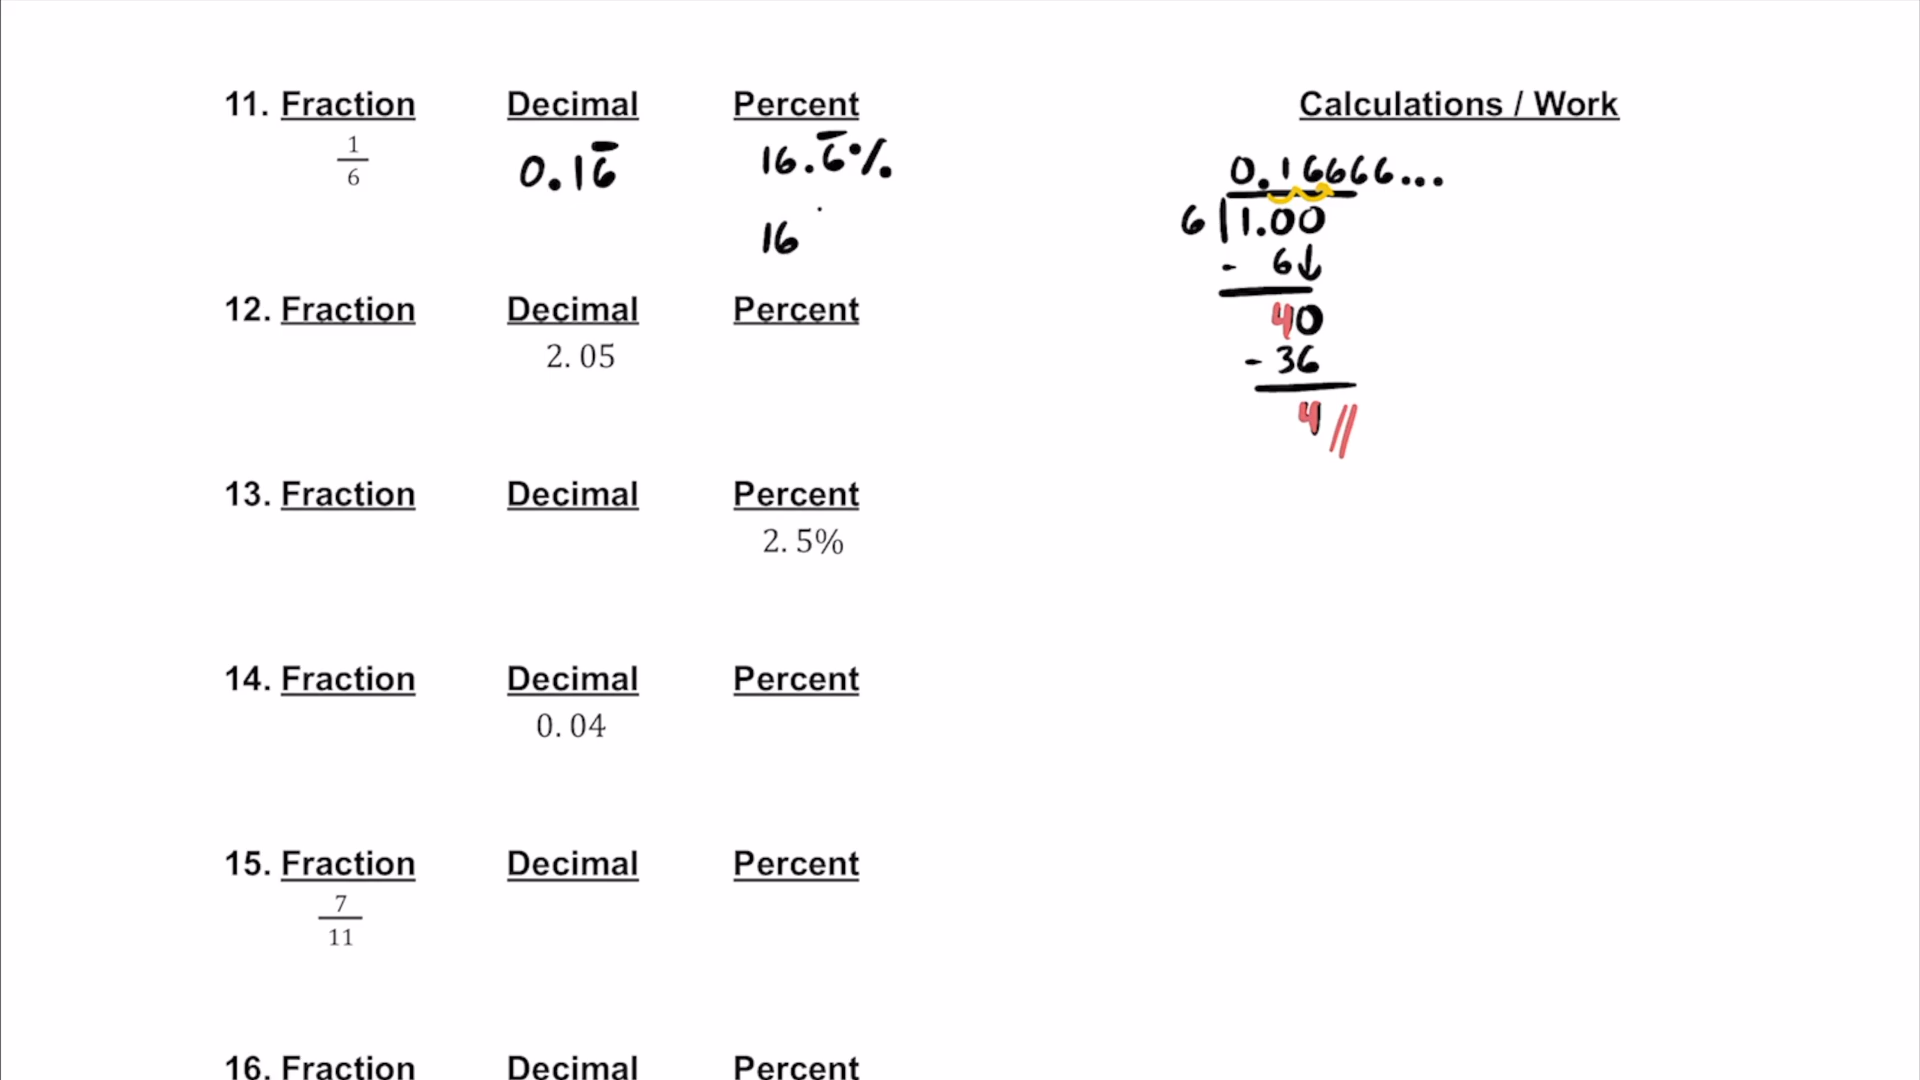 11. Fraction Decimal Percent Calculations / Work
1/6 0.16̅ 16.6̅% 0.16666...
16 6 1.00
- 6↓
12. Fraction Decimal Percent
40
2.05
- 36
4 //
13. Fraction Decimal Percent
2.5%
14. Fraction Decimal Percent
0.04
15. Fraction Decimal Percent
7/11
16. Fraction Decimal Percent